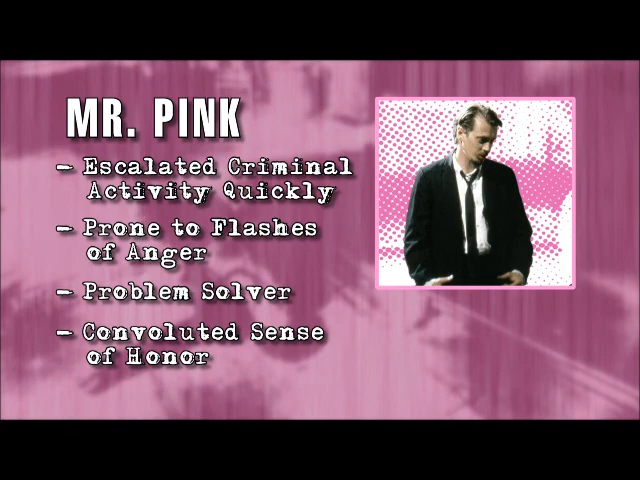 MR. PINK
– Escalated Criminal
Activity Quickly
– Prone to Flashes
of Anger
– Problem Solver
– Convoluted Sense
of Honor